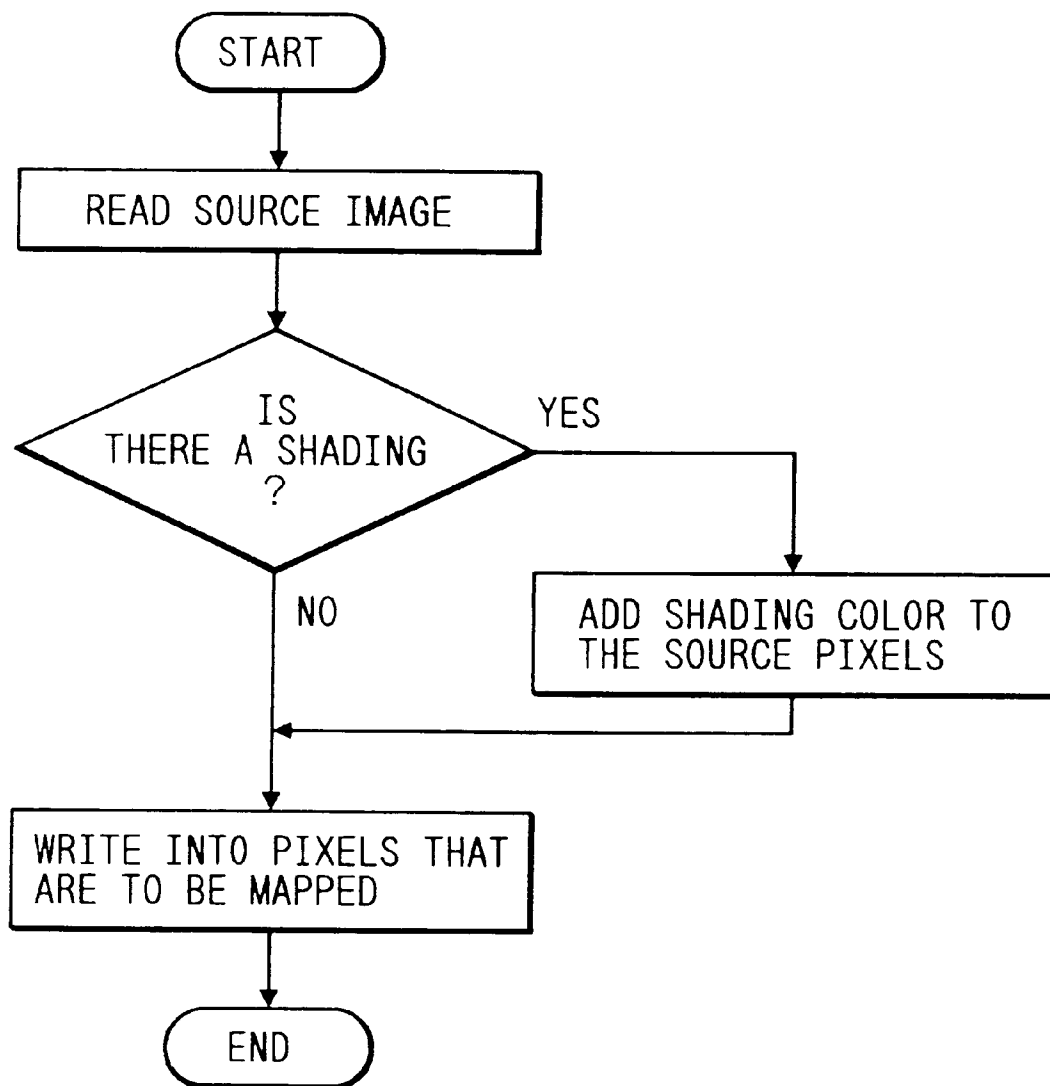 START
READ SOURCE IMAGE
IS
THERE A SHADING
?
YES
NO
ADD SHADING COLOR TO
THE SOURCE PIXELS
WRITE INTO PIXELS THAT
ARE TO BE MAPPED
END